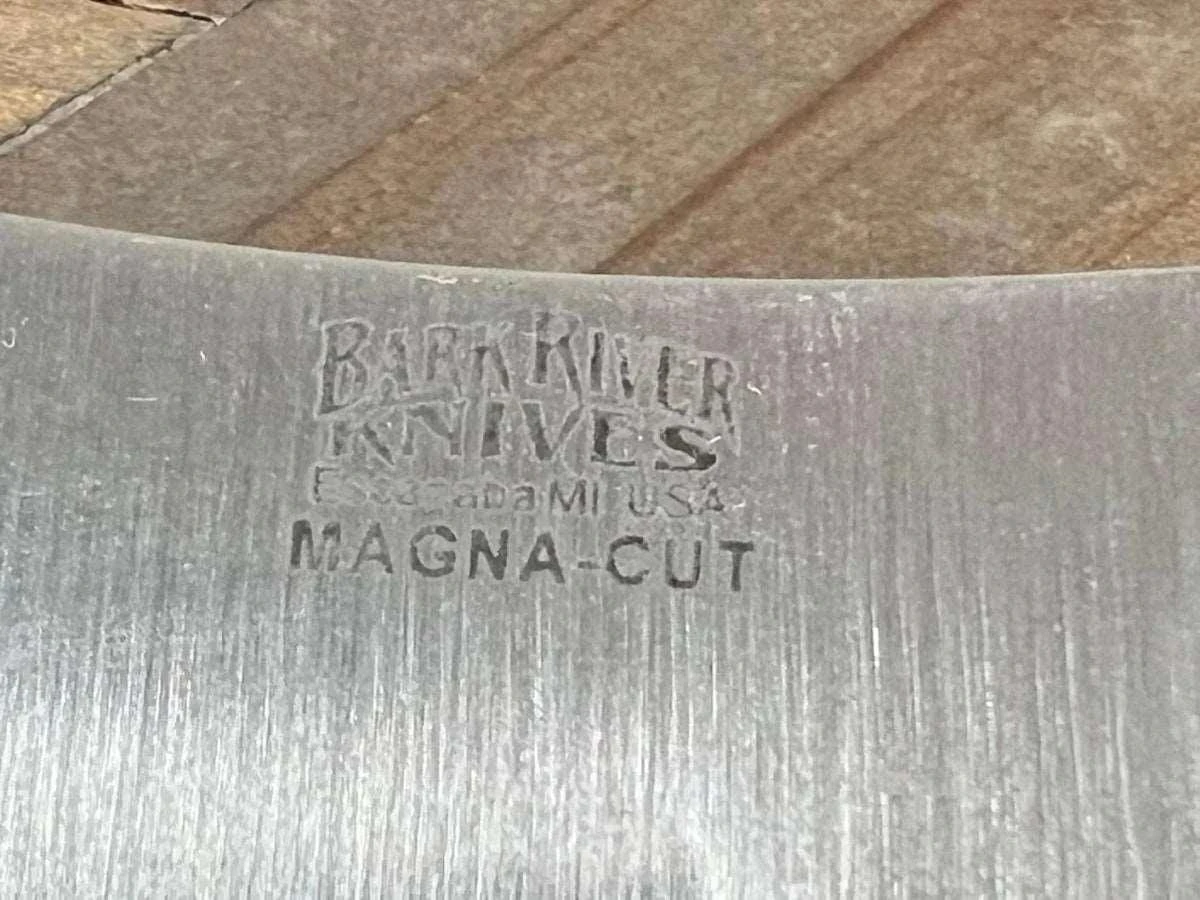 BARK RIVER
KNIVES
Escanaba MI USA
MAGNA-CUT